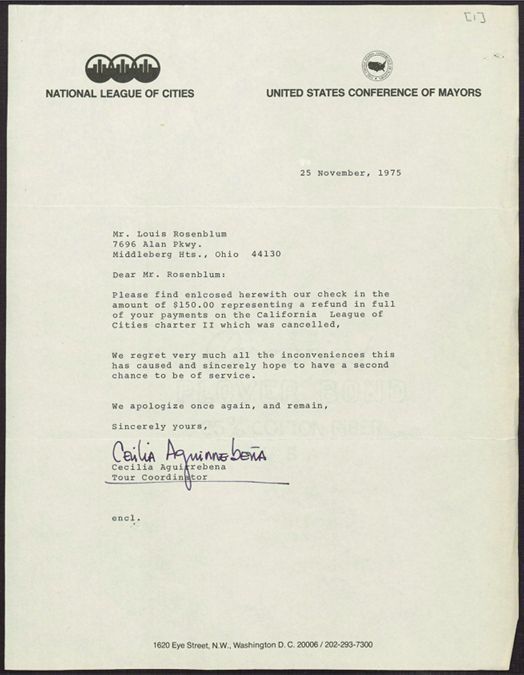 [1]
NATIONAL LEAGUE OF CITIES
UNITED STATES CONFERENCE OF MAYORS
25 November, 1975
Mr. Louis Rosenblum
7696 Alan Pkwy.
Middleberg Hts., Ohio 44130
Dear Mr. Rosenblum:
Please find enlcosed herewith our check in the
amount of $150.00 representing a refund in full
of your payments on the California League of
Cities charter II which was cancelled,
We regret very much all the inconveniences this
has caused and sincerely hope to have a second
chance to be of service.
We apologize once again, and remain,
Sincerely yours,
Cecilia Aguirrebeña
Cecilia Aguirrebena
Tour Coordinator
encl.
1620 Eye Street, N.W., Washington D. C. 20006 / 202-293-7300